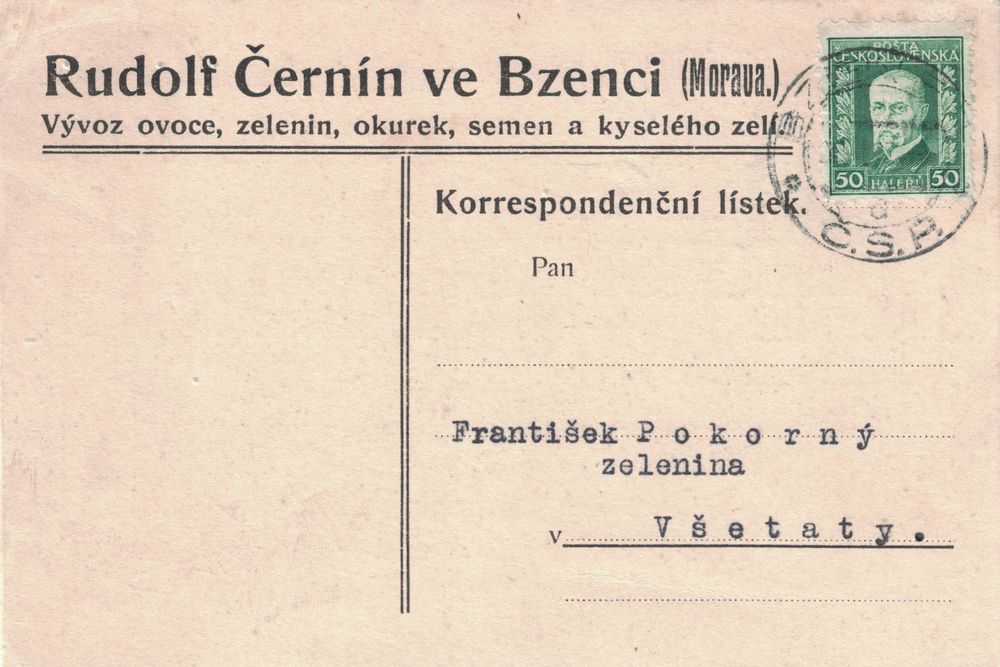 Rudolf Černín ve Bzenci (Morava.)
Vývoz ovoce, zelenin, okurek, semen a kyselého zelí.
POŠTA
ČESKOSLOVENSKÁ
50 HALÉŘŮ 50
Č.S.P.
Korrespondenční lístek.
Pan
František Pokorný
zelenina
v Všetaty.